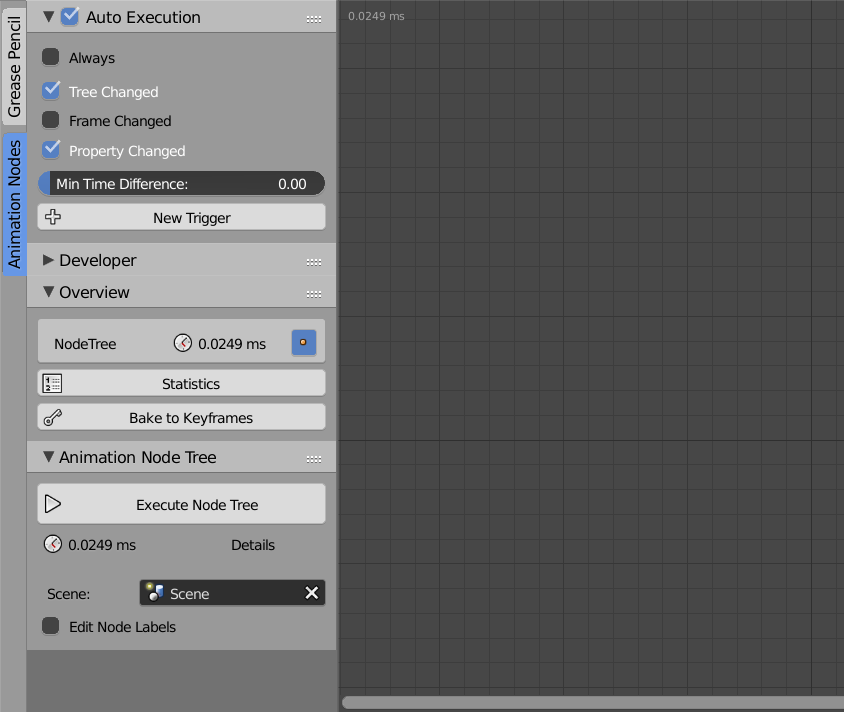 Grease Pencil
Animation Nodes
Auto Execution
0.0249 ms
Always
Tree Changed
Frame Changed
Property Changed
Min Time Difference: 0.00
New Trigger
Developer
Overview
NodeTree 0.0249 ms
Statistics
Bake to Keyframes
Animation Node Tree
Execute Node Tree
0.0249 ms Details
Scene: Scene
Edit Node Labels